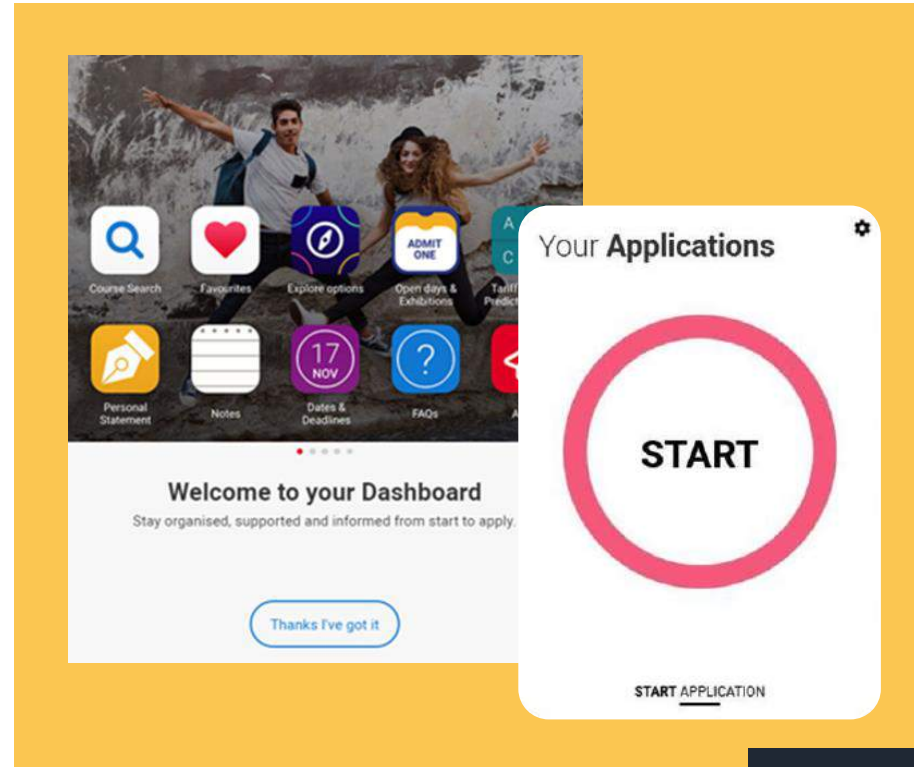 Course Search
Favourites
Explore options
ADMIT
ONE
Open days &
Exhibitions
A
C
Tariff
Predict
Personal
Statement
Notes
17
NOV
Dates &
Deadlines
?
FAQs
A
Welcome to your Dashboard
Stay organised, supported and informed from start to apply.
Thanks I've got it
Your Applications
START
START APPLICATION